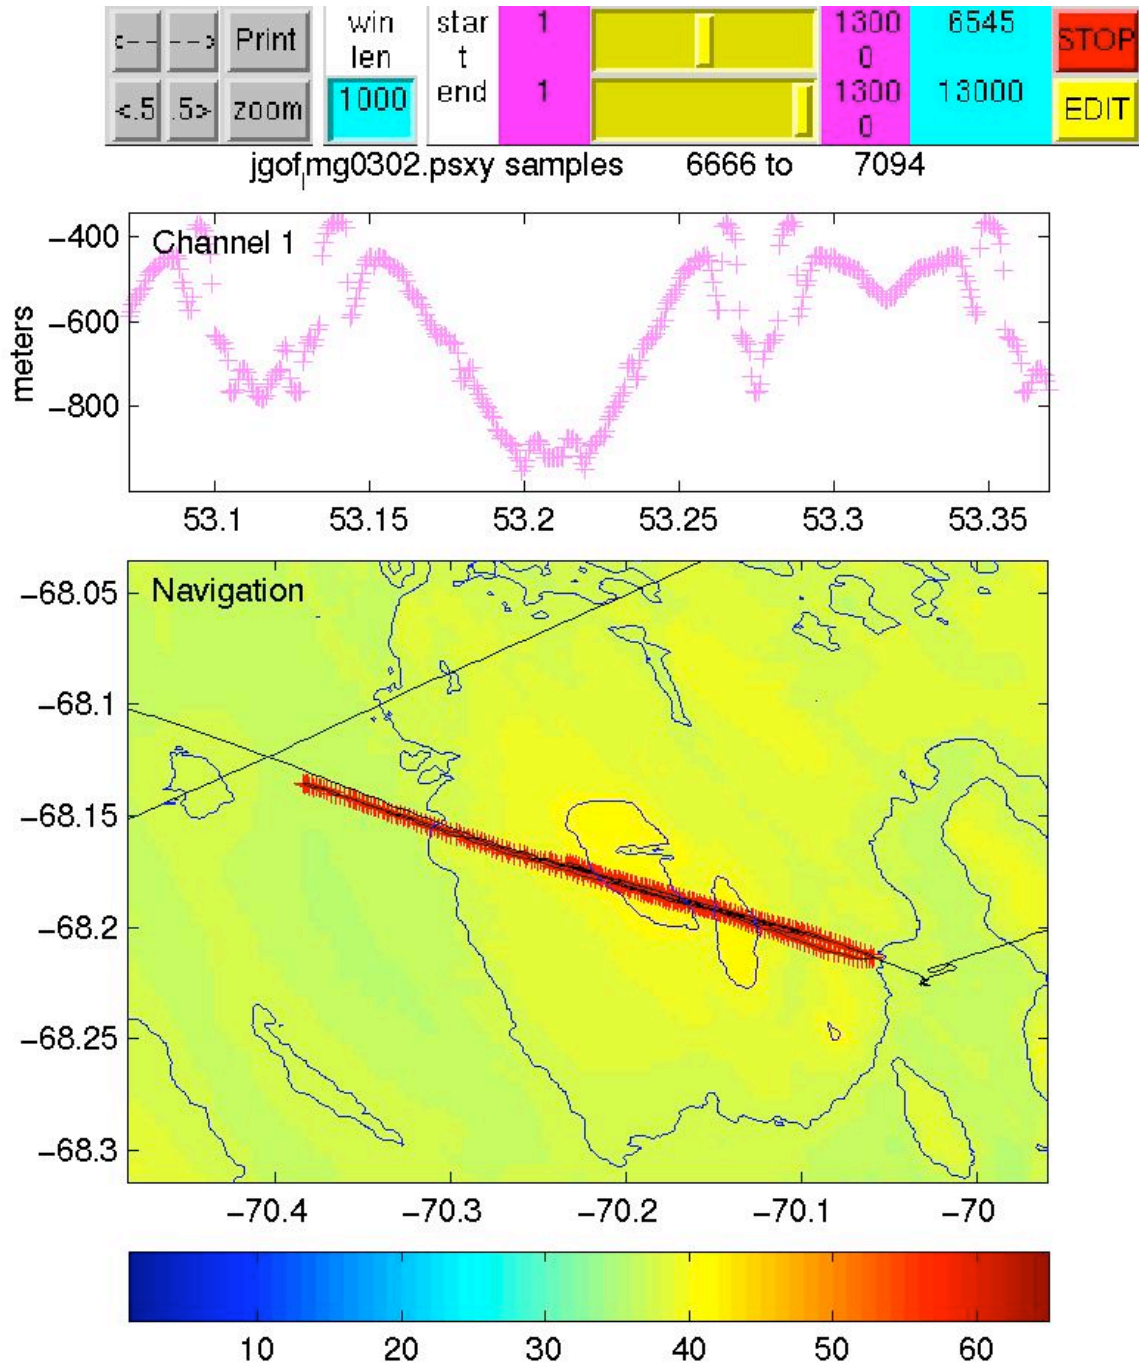 <-- --> Print win len star t 1 1300 0 6545 STOP
<.5 .5> zoom 1000 end 1 1300 0 13000 EDIT
jgoflmg0302.psxy samples 6666 to 7094
Channel 1
meters
−400
−600
−800
53.1 53.15 53.2 53.25 53.3 53.35
Navigation
−68.05
−68.1
−68.15
−68.2
−68.25
−68.3
−70.4 −70.3 −70.2 −70.1 −70
10 20 30 40 50 60